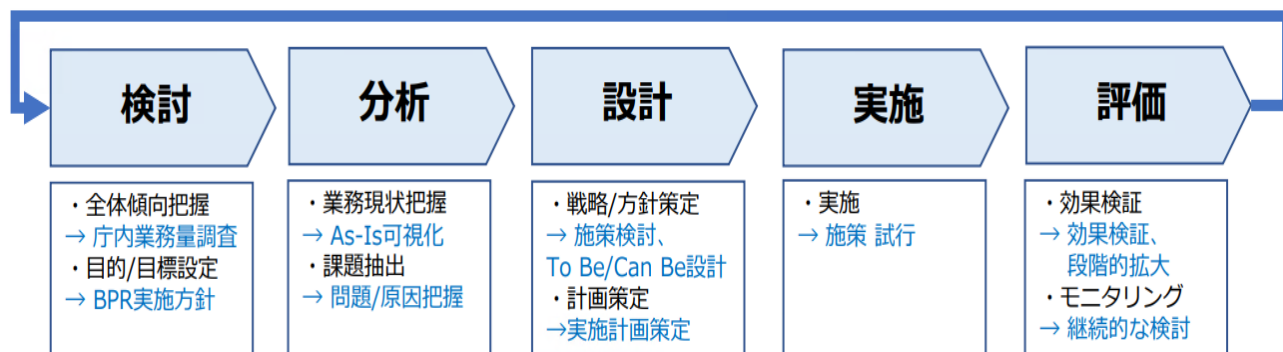 検討
・全体傾向把握
→ 庁内業務量調査
・目的/目標設定
→ BPR実施方針
分析
・業務現状把握
→ As-Is可視化
・課題抽出
→ 問題/原因把握
設計
・戦略/方針策定
→ 施策検討、
To Be/Can Be設計
・計画策定
→実施計画策定
実施
・実施
→ 施策 試行
評価
・効果検証
→ 効果検証、
段階的拡大
・モニタリング
→ 継続的な検討